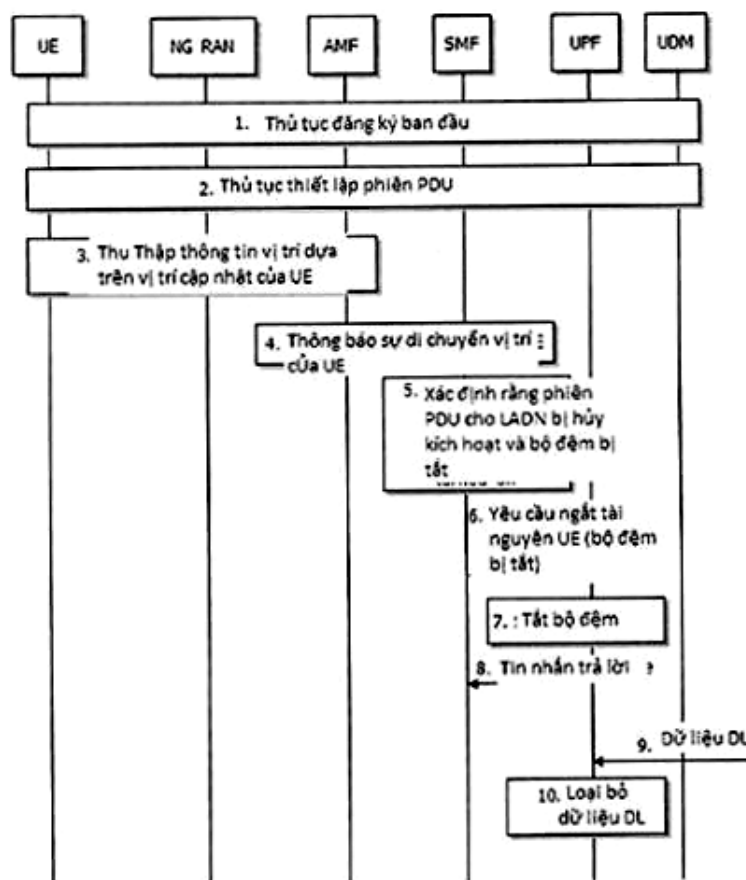 UE NG RAN AMF SMF UPF UDM
1. Thủ tục đăng ký ban đầu
2. Thủ tục thiết lập phiên PDU
3. Thu Thập thông tin vị trí dựa
trên vị trí cập nhật của UE
4. Thông báo sự di chuyển vị trí
của UE
5. Xác định rằng phiên
PDU cho LADN bị hủy
kích hoạt và bộ đệm bị
tắt
6. Yêu cầu ngắt tài
nguyên UE (bộ đệm
bị tắt)
7. : Tắt bộ đệm
8. Tin nhắn trả lời
9. Dữ liệu DL
10. Loại bỏ
dữ liệu DL